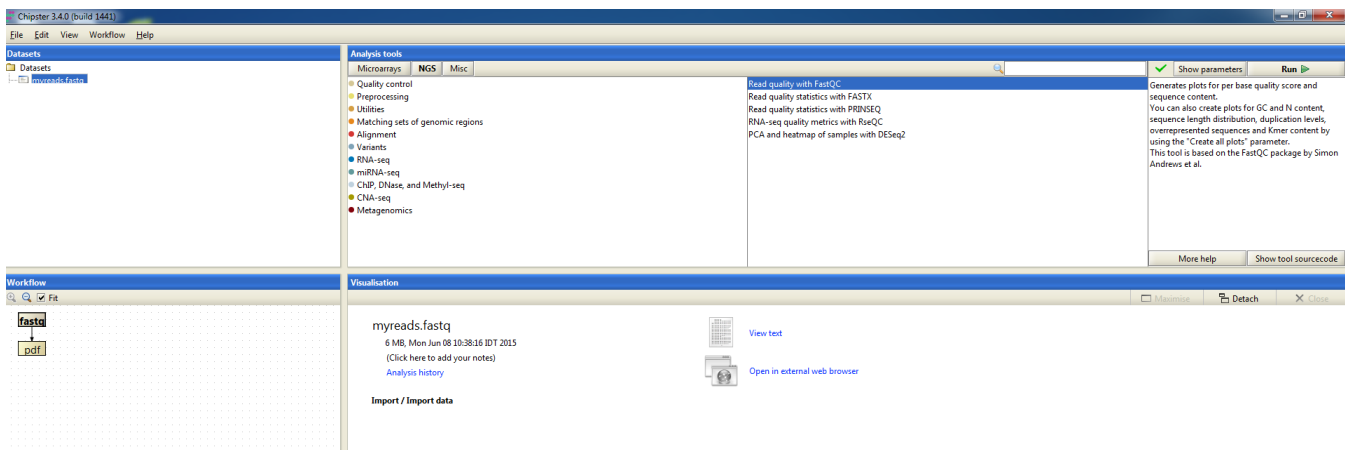 Chipster 3.4.0 (build 1441)
File Edit View Workflow Help
Datasets
Datasets
myreads.fastq
Analysis tools
Microarrays NGS Misc
Quality control
Preprocessing
Utilities
Matching sets of genomic regions
Alignment
Variants
RNA-seq
miRNA-seq
ChIP, DNase, and Methyl-seq
CNA-seq
Metagenomics
Read quality with FastQC
Read quality statistics with FASTX
Read quality statistics with PRINSEQ
RNA-seq quality metrics with RseQC
PCA and heatmap of samples with DESeq2
Show parameters Run
Generates plots for per base quality score and
sequence content.
You can also create plots for GC and N content,
sequence length distribution, duplication levels,
overrepresented sequences and Kmer content by
using the "Create all plots" parameter.
This tool is based on the FastQC package by Simon
Andrews et al.
More help Show tool sourcecode
Workflow
Fit
fastq
pdf
Visualisation
Maximise Detach Close
myreads.fastq
6 MB, Mon Jun 08 10:38:16 IDT 2015
(Click here to add your notes)
Analysis history
Import / Import data
View text
Open in external web browser